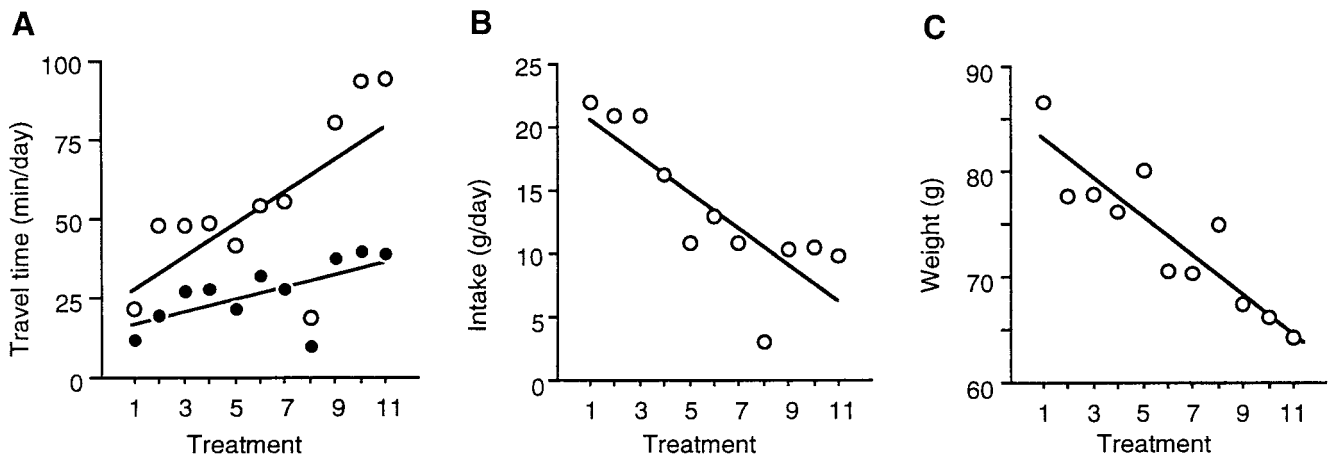 A
Travel time (min/day)
100
75
50
25
0
1 3 5 7 9 11
Treatment
B
Intake (g/day)
25
20
15
10
5
0
1 3 5 7 9 11
Treatment
C
Weight (g)
90
80
70
60
1 3 5 7 9 11
Treatment